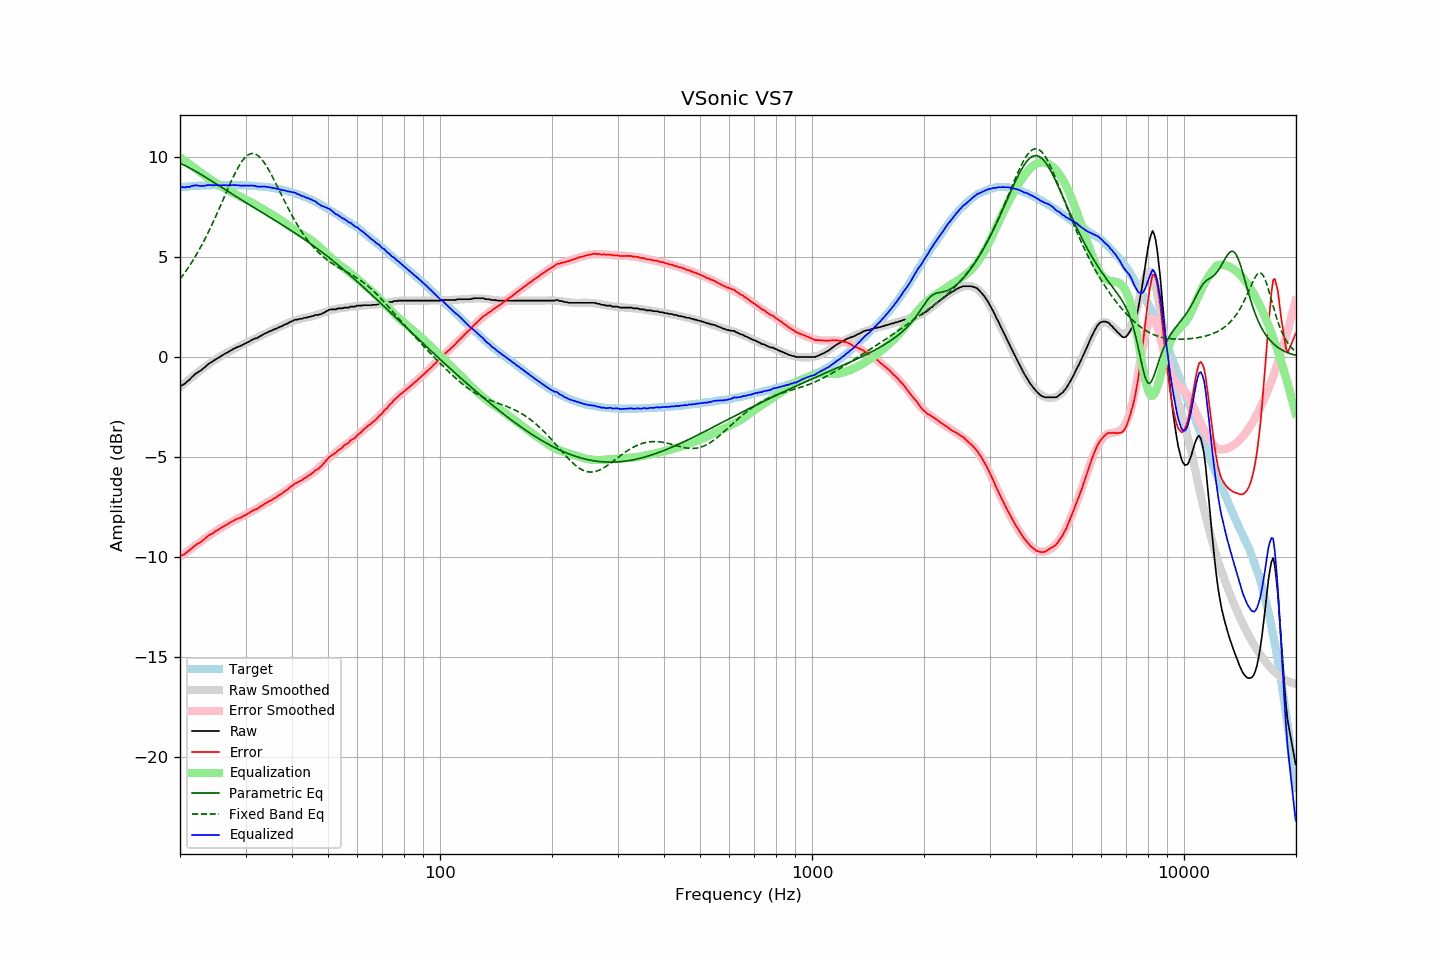 VSonic VS7
10
5
0
−5
−10
−15
−20
Amplitude (dBr)
Target
Raw Smoothed
Error Smoothed
Raw
Error
Equalization
Parametric Eq
Fixed Band Eq
Equalized
100
1000
10000
Frequency (Hz)